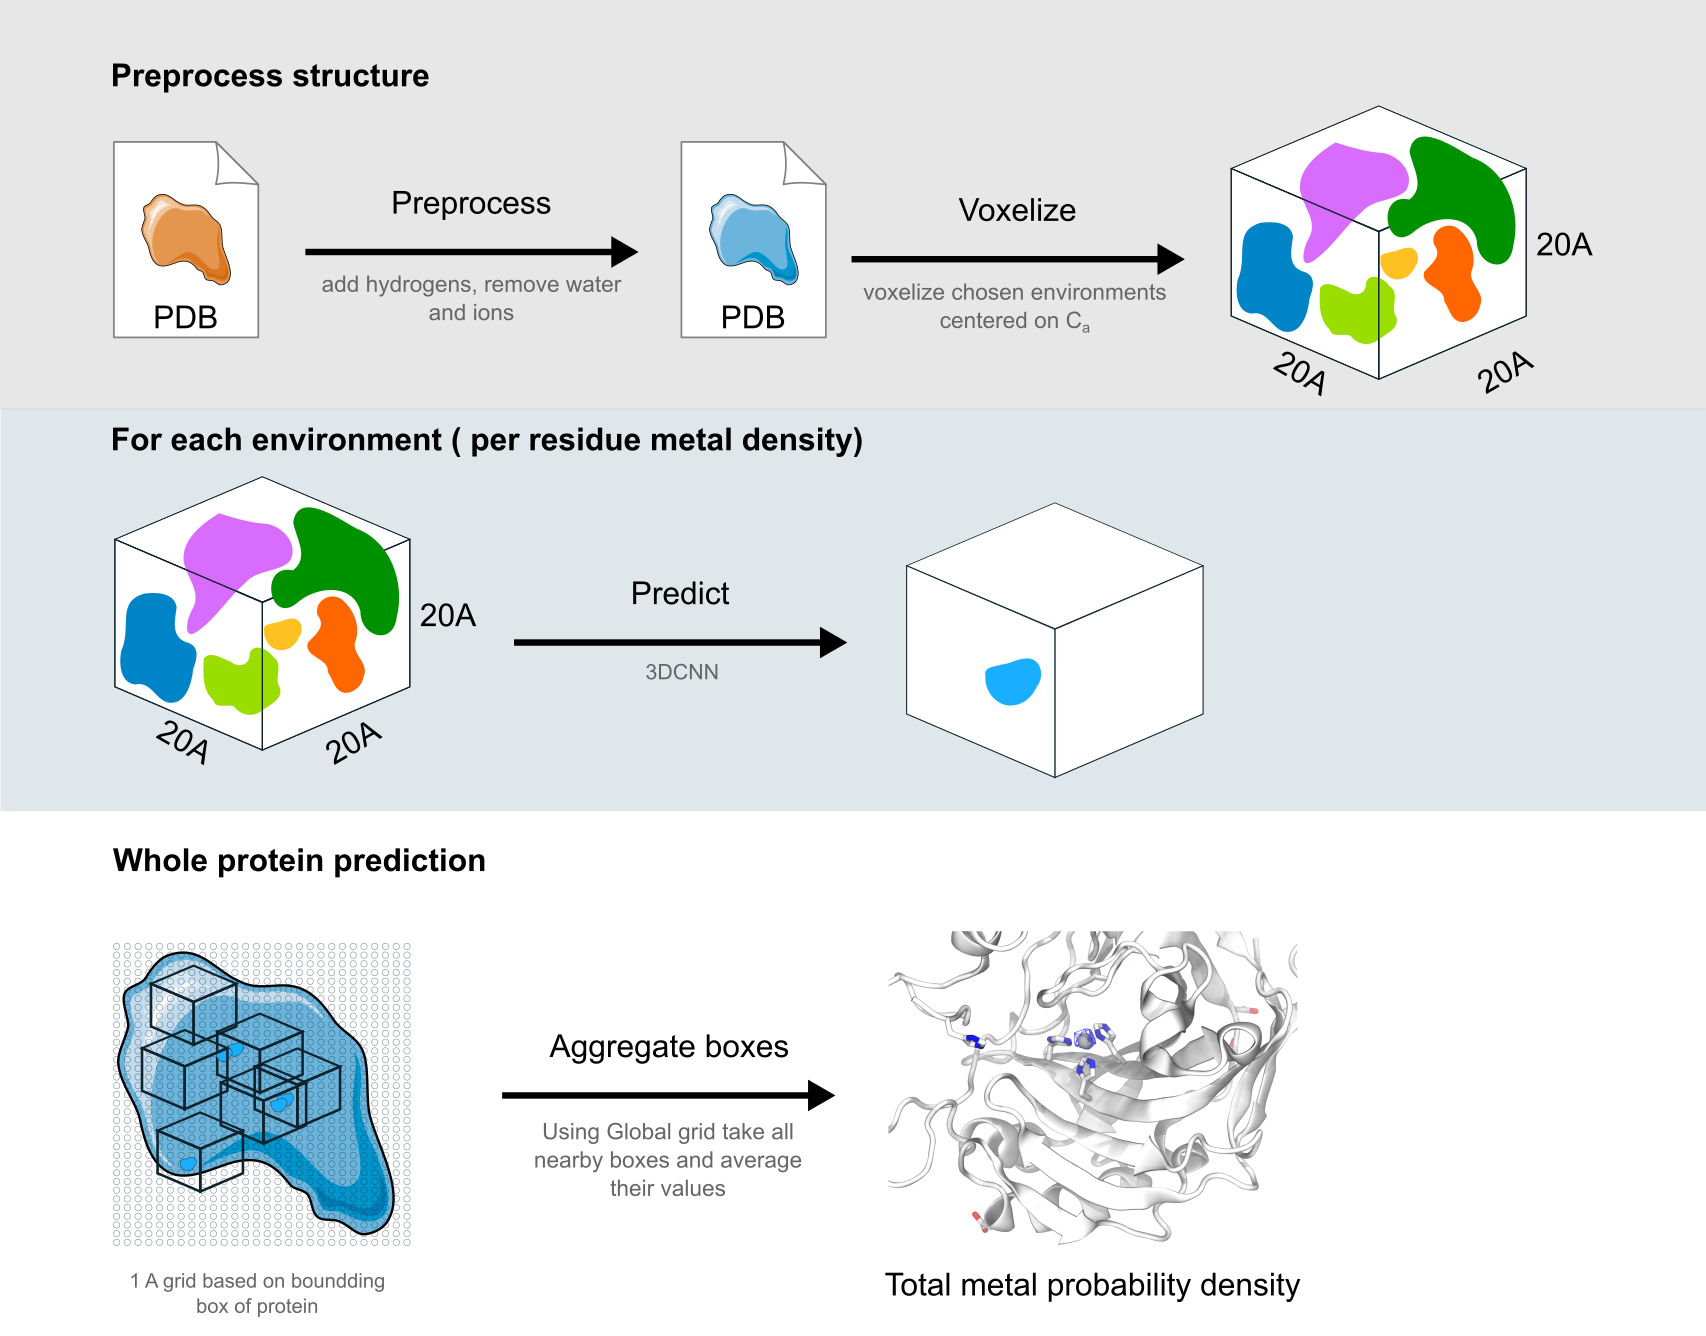 Preprocess structure
PDB
Preprocess
add hydrogens, remove water
and ions
PDB
Voxelize
voxelize chosen environments
centered on Cₐ
20A
20A
20A
For each environment ( per residue metal density)
20A
20A
20A
Predict
3DCNN
Whole protein prediction
1 A grid based on boundding
box of protein
Aggregate boxes
Using Global grid take all
nearby boxes and average
their values
Total metal probability density